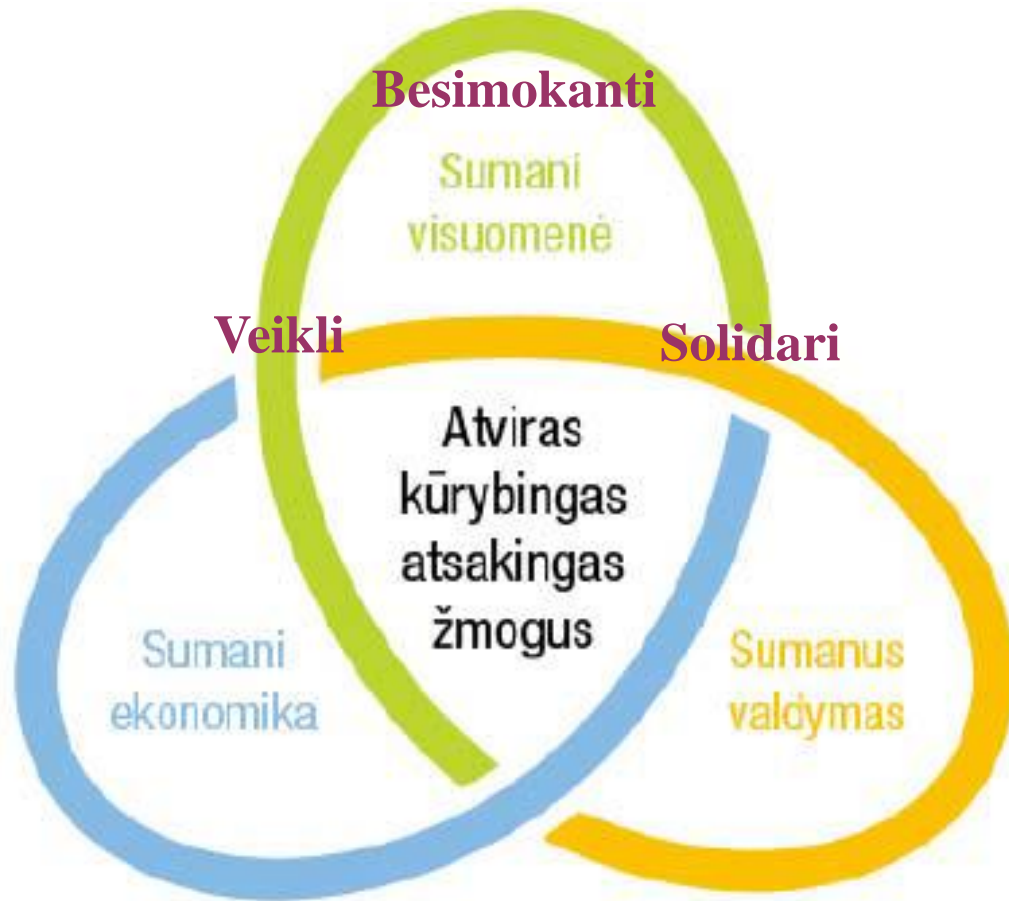 Besimokanti
Sumani
visuomenė
Veikli
Solidari
Atviras
kūrybingas
atsakingas
žmogus
Sumani
ekonomika
Sumanus
valdymas